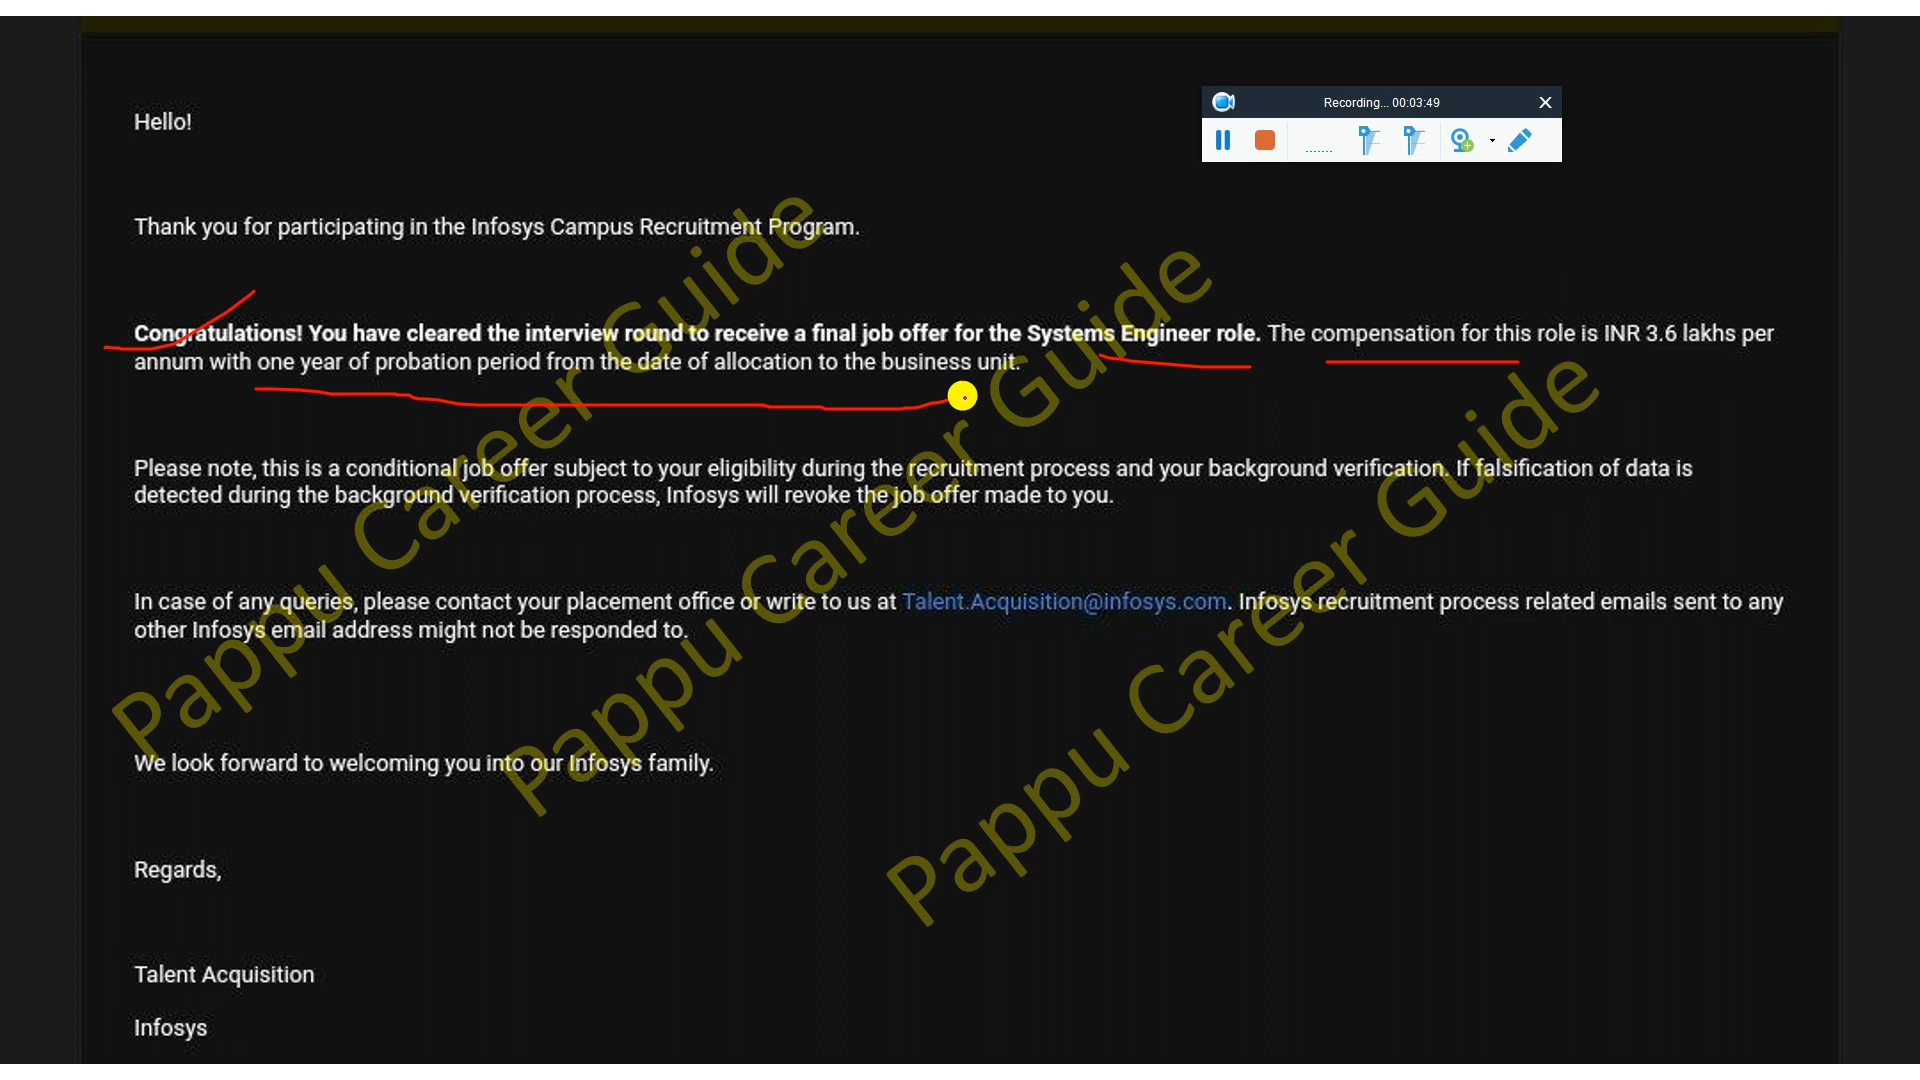 Recording... 00:03:49
Hello!
Thank you for participating in the Infosys Campus Recruitment Program.
Congratulations! You have cleared the interview round to receive a final job offer for the Systems Engineer role. The compensation for this role is INR 3.6 lakhs per
annum with one year of probation period from the date of allocation to the business unit.
Please note, this is a conditional job offer subject to your eligibility during the recruitment process and your background verification. If falsification of data is
detected during the background verification process, Infosys will revoke the job offer made to you.
In case of any queries, please contact your placement office or write to us at Talent.Acquisition@infosys.com. Infosys recruitment process related emails sent to any
other Infosys email address might not be responded to.
We look forward to welcoming you into our Infosys family.
Regards,
Talent Acquisition
Infosys
Pappu Career Guide
Pappu Career Guide
Pappu Career Guide